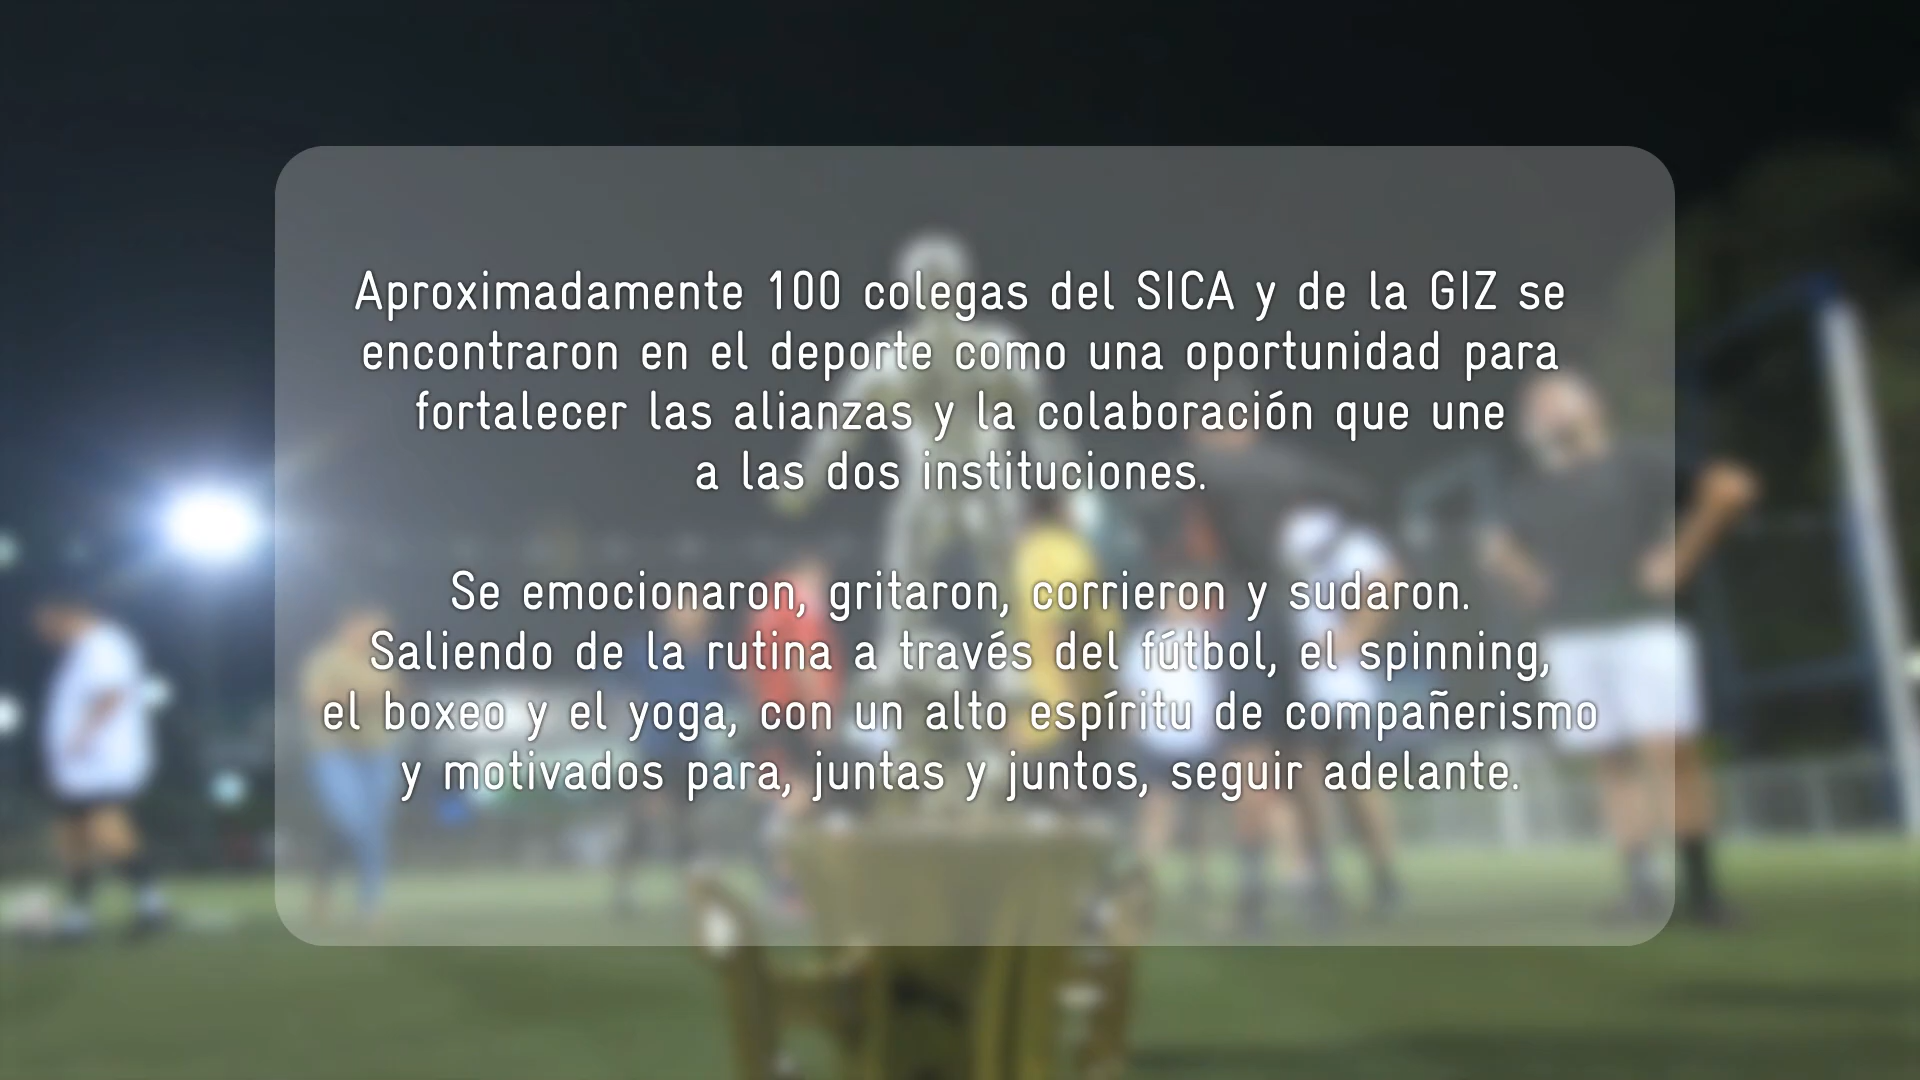 Aproximadamente 100 colegas del SICA y de la GIZ se
encontraron en el deporte como una oportunidad para
fortalecer las alianzas y la colaboración que une
a las dos instituciones.
Se emocionaron, gritaron, corrieron y sudaron.
Saliendo de la rutina a través del fútbol, el spinning,
el boxeo y el yoga, con un alto espíritu de compañerismo
y motivados para, juntas y juntos, seguir adelante.